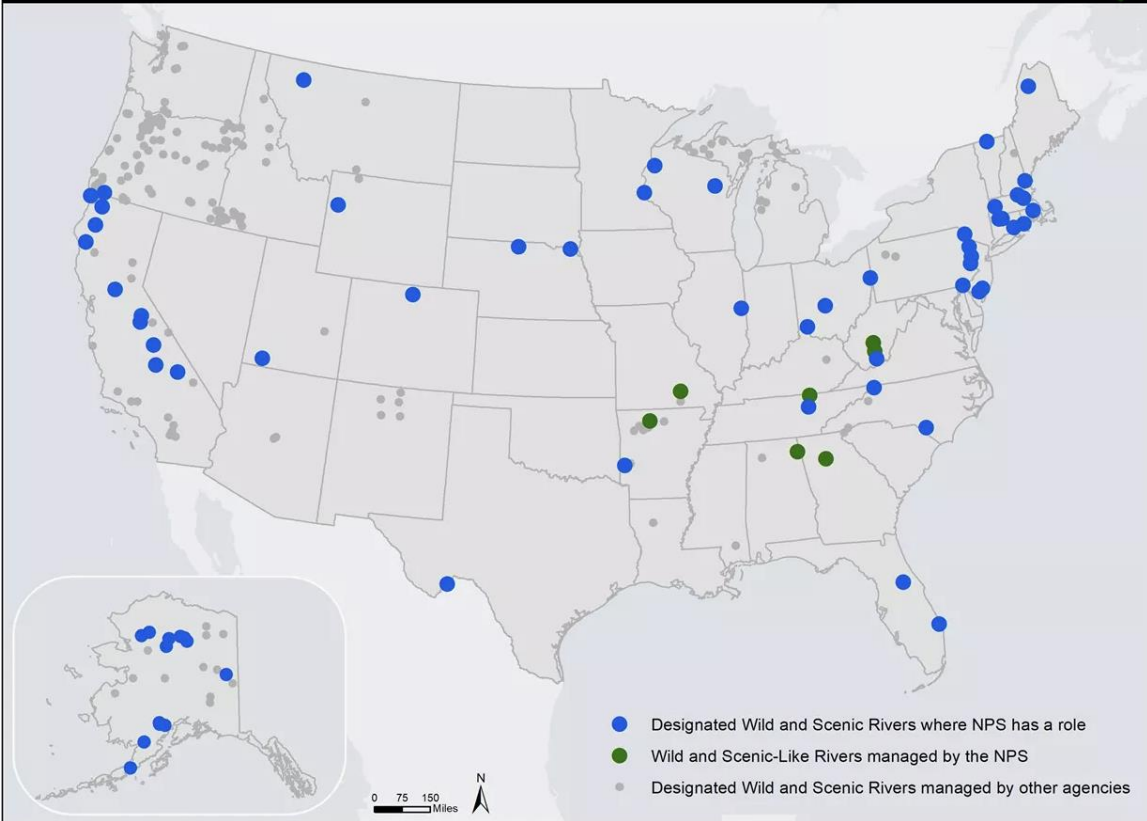 Designated Wild and Scenic Rivers where NPS has a role
Wild and Scenic-Like Rivers managed by the NPS
Designated Wild and Scenic Rivers managed by other agencies
N
0 75 150
Miles